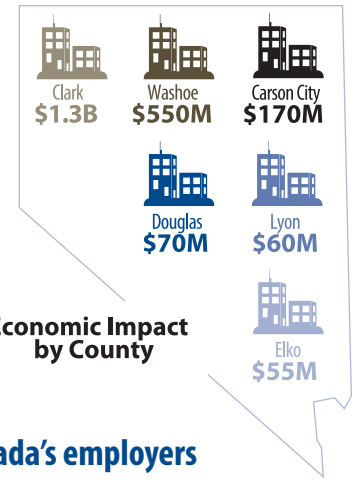 Clark
$1.3B
Washoe
$550M
Carson City
$170M
Douglas
$70M
Lyon
$60M
Economic Impact
by County
Elko
$55M
ada's employers